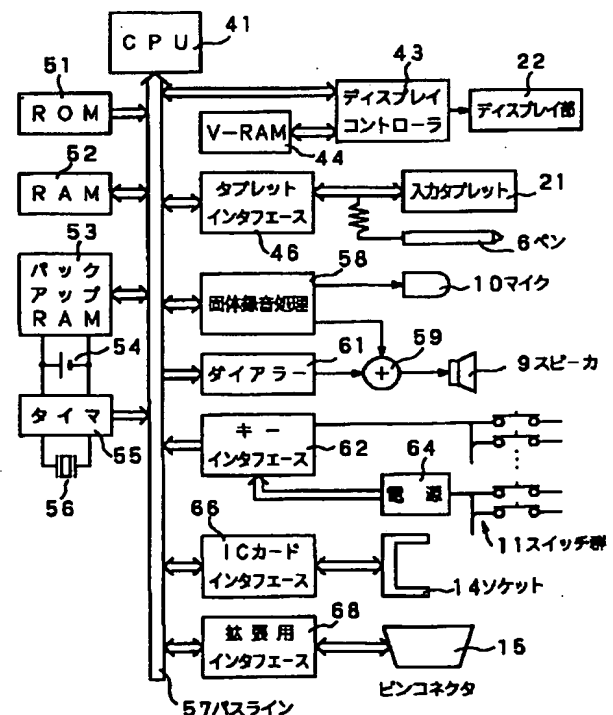 CPU
41
51
ROM
43
ディスプレイ
コントローラ
22
ディスプレイ部
V-RAM
44
52
RAM
タブレット
インタフェース
46
入力タブレット
21
6ペン
53
バック
アップ
RAM
58
固体録音処理
10マイク
54
61
ダイアラー
59
9スピーカ
タイマ
55
56
キー
インタフェース
62
64
電源
11スイッチ群
66
ICカード
インタフェース
14ソケット
68
拡張用
インタフェース
15
ピンコネクタ
57バスライン